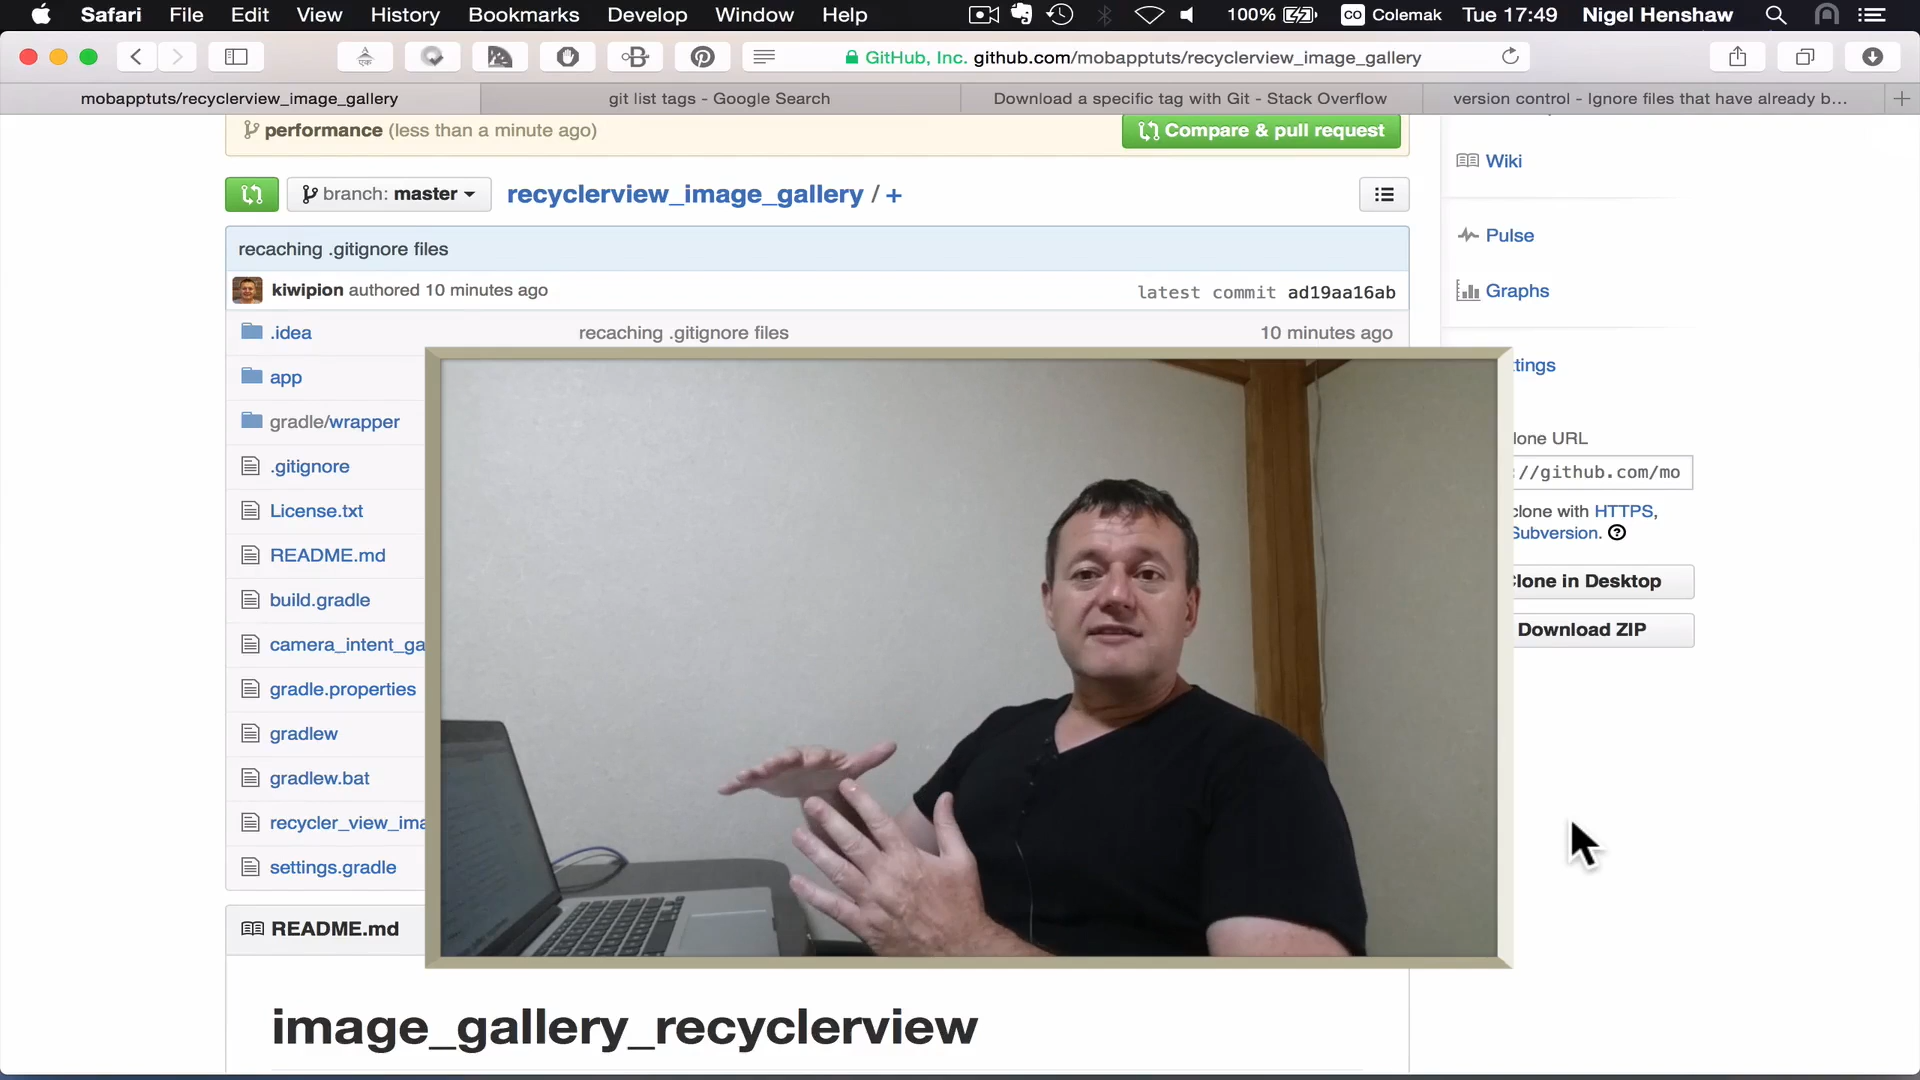 Safari File Edit View History Bookmarks Develop Window Help 100% CO Colemak Tue 17:49 Nigel Henshaw
GitHub, Inc. github.com/mobapptuts/recyclerview_image_gallery
mobapptuts/recyclerview_image_gallery git list tags - Google Search Download a specific tag with Git - Stack Overflow version control - Ignore files that have already b...
performance (less than a minute ago) Compare & pull request
Wiki
branch: master recyclerview_image_gallery / +
Pulse
recaching .gitignore files
kiwipion authored 10 minutes ago latest commit ad19aa16ab
Graphs
.idea recaching .gitignore files 10 minutes ago
ttings
app
gradle/wrapper
lone URL
.gitignore
://github.com/mo
License.txt
clone with HTTPS,
Subversion.
README.md
Clone in Desktop
build.gradle
Download ZIP
camera_intent_ga
gradle.properties
gradlew
gradlew.bat
recycler_view_ima
settings.gradle
README.md
image_gallery_recyclerview